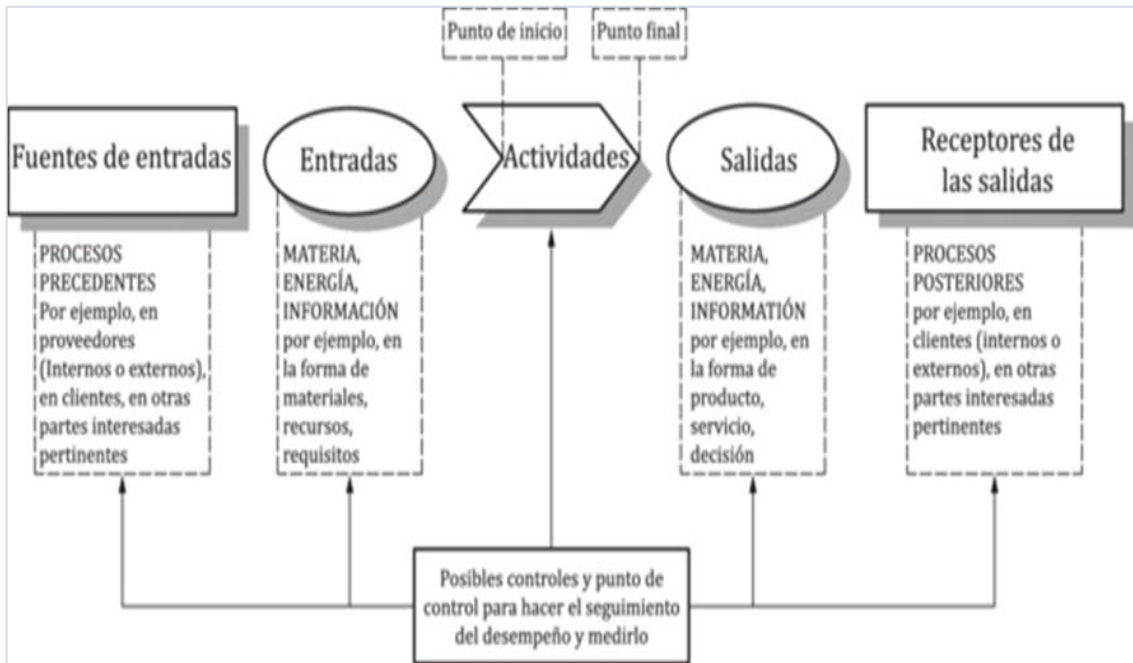 Punto de inicio
Punto final
Fuentes de entradas
Entradas
Actividades
Salidas
Receptores de
las salidas
PROCESOS
PRECEDENTES
Por ejemplo, en
proveedores
(Internos o externos),
en clientes, en otras
partes interesadas
pertinentes
MATERIA,
ENERGÍA,
INFORMACIÓN
por ejemplo, en
la forma de
materiales,
recursos,
requisitos
MATERIA,
ENERGÍA,
INFORMATIÓN
por ejemplo, en
la forma de
producto,
servicio,
decisión
PROCESOS
POSTERIORES
por ejemplo, en
clientes (internos o
externos), en otras
partes interesadas
pertinentes
Posibles controles y punto de
control para hacer el seguimiento
del desempeño y medirlo